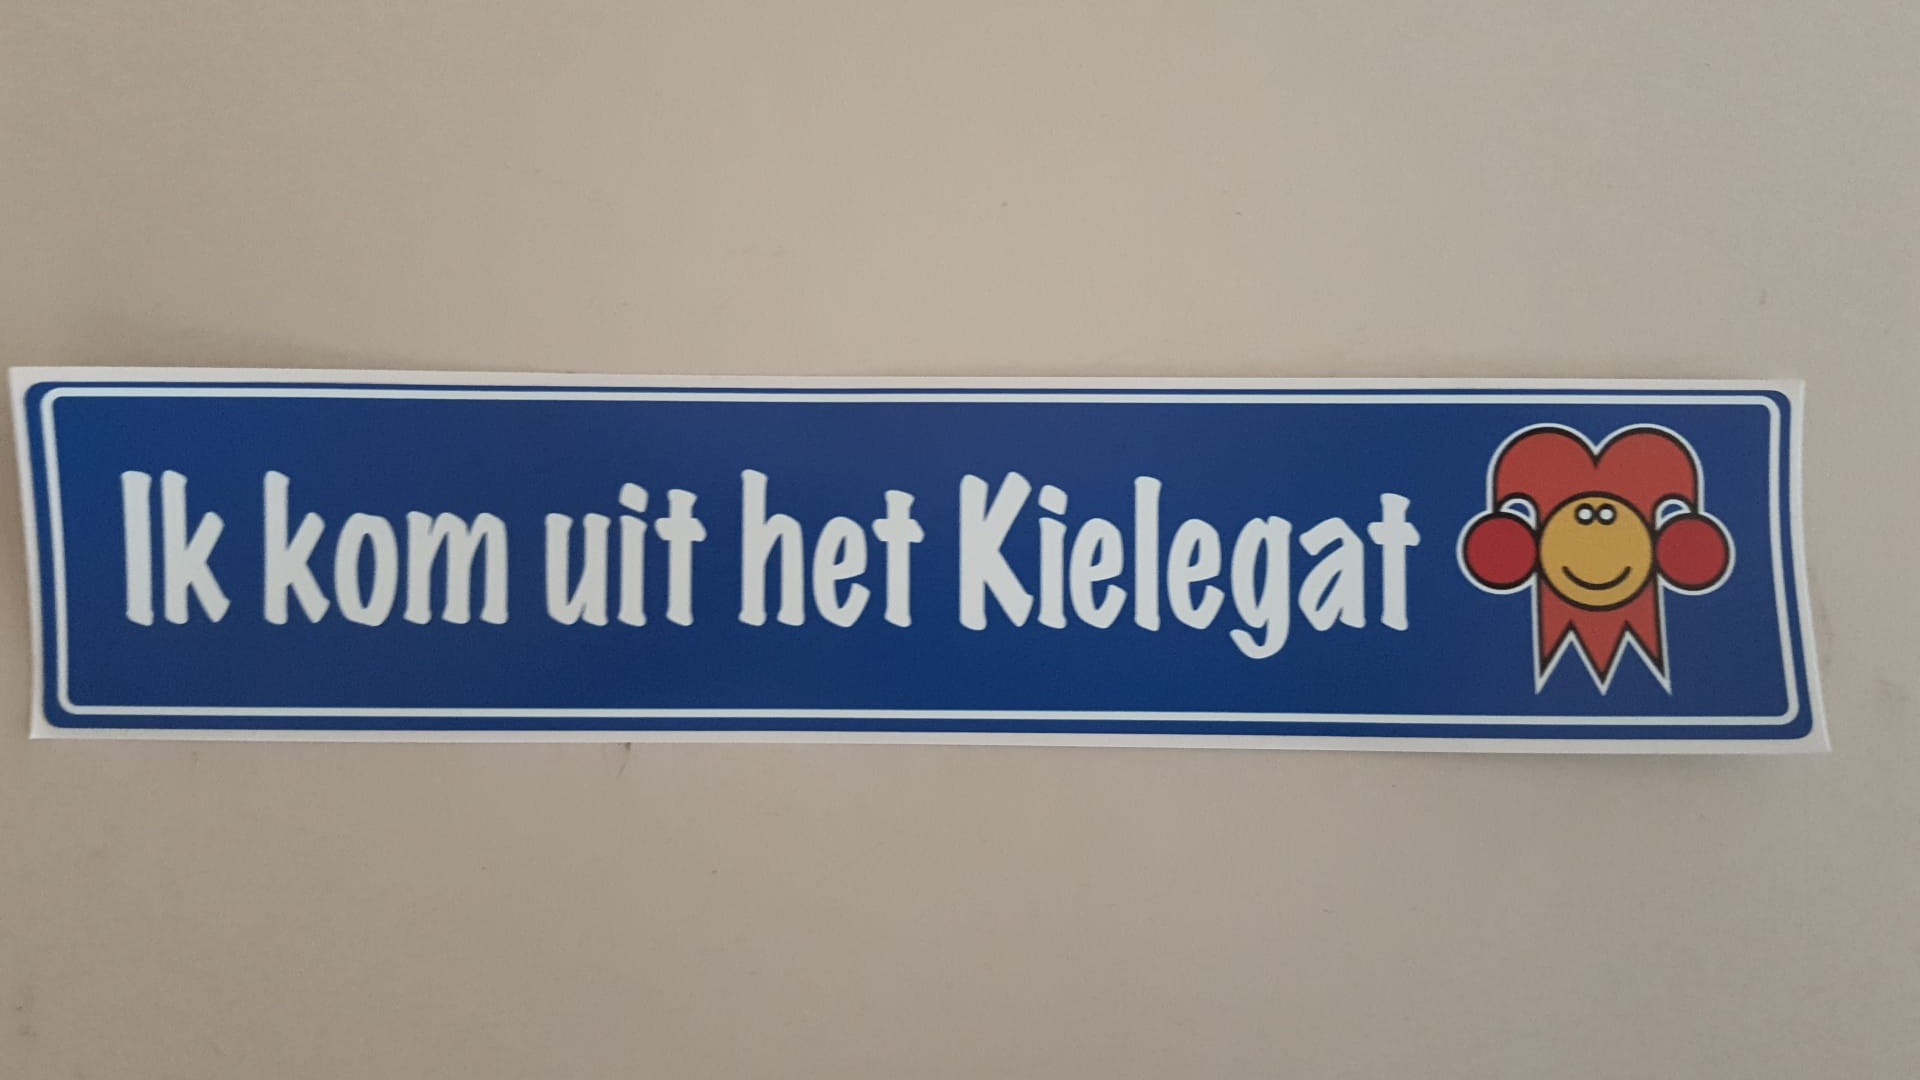 Ik kom uit het Kielegat